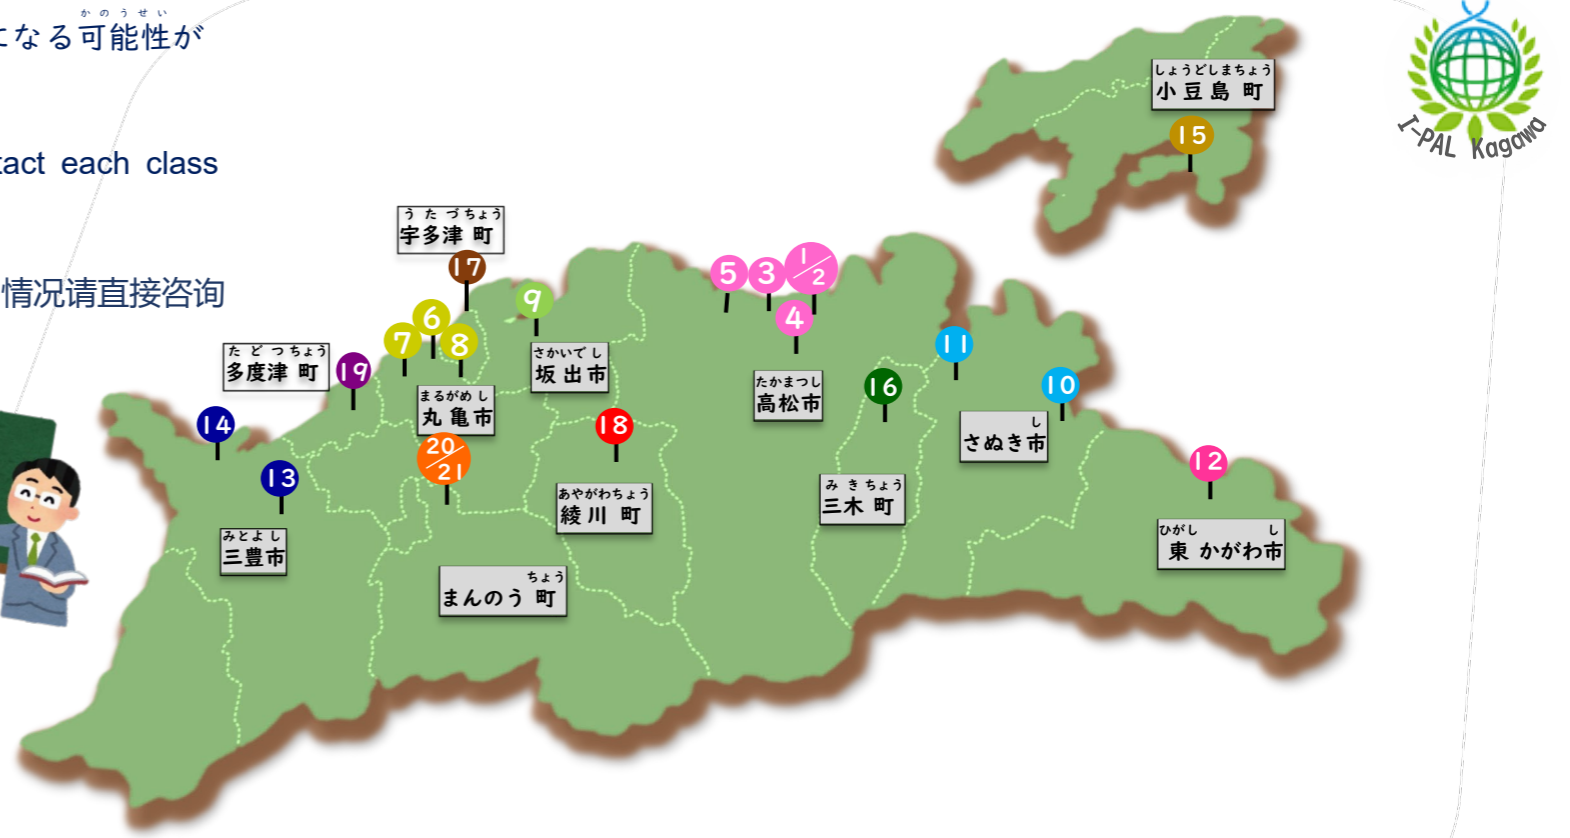 かのうせい
になる可能性が
tact each class
情况请直接咨询
I-PAL Kagawa
しょうどしまちょう
小豆島 町
15
うたづちょう
宇多津 町
17
5
3
1/2
4
9
6
7
8
さかいでし
坂出市
たどつちょう
多度津 町
19
まるがめし
丸亀市
たかまつし
高松市
16
11
10
し
さぬき市
14
13
20/21
18
12
あやがわちょう
綾川 町
みきちょう
三木 町
ひがし し
東 かがわ市
みとよし
三豊市
ちょう
まんのう 町